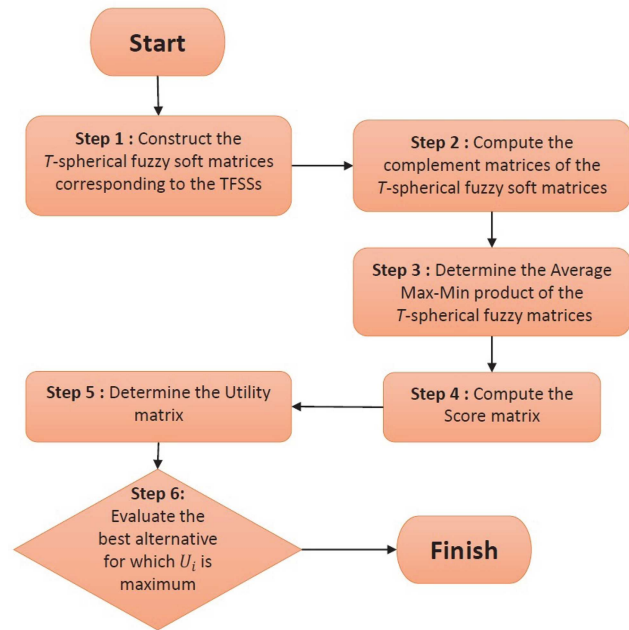 Start
Step 1 : Construct the
T-spherical fuzzy soft matrices
corresponding to the TFSSs
Step 2 : Compute the
complement matrices of the
T-spherical fuzzy soft matrices
Step 3 : Determine the Average
Max-Min product of the
T-spherical fuzzy matrices
Step 4 : Compute the
Score matrix
Step 5 : Determine the Utility
matrix
Step 6:
Evaluate the
best alternative
for which U_i is
maximum
Finish